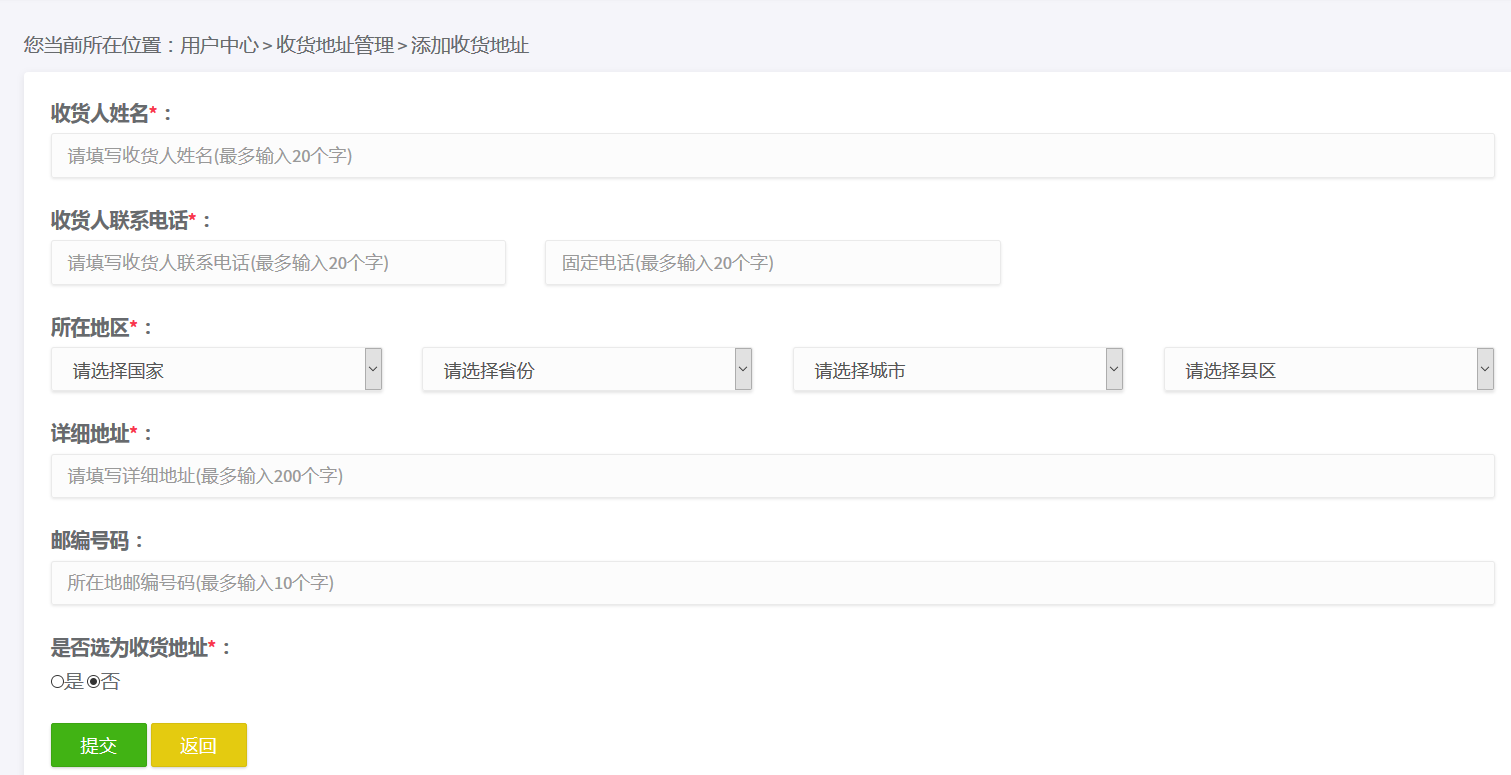 您当前所在位置：用户中心>收货地址管理>添加收货地址
收货人姓名*：
请填写收货人姓名(最多输入20个字)
收货人联系电话*：
请填写收货人联系电话(最多输入20个字) 固定电话(最多输入20个字)
所在地区*：
请选择国家 请选择省份 请选择城市 请选择县区
详细地址*：
请填写详细地址(最多输入200个字)
邮编号码：
所在地邮编号码(最多输入10个字)
是否选为收货地址*：
是 否
提交 返回